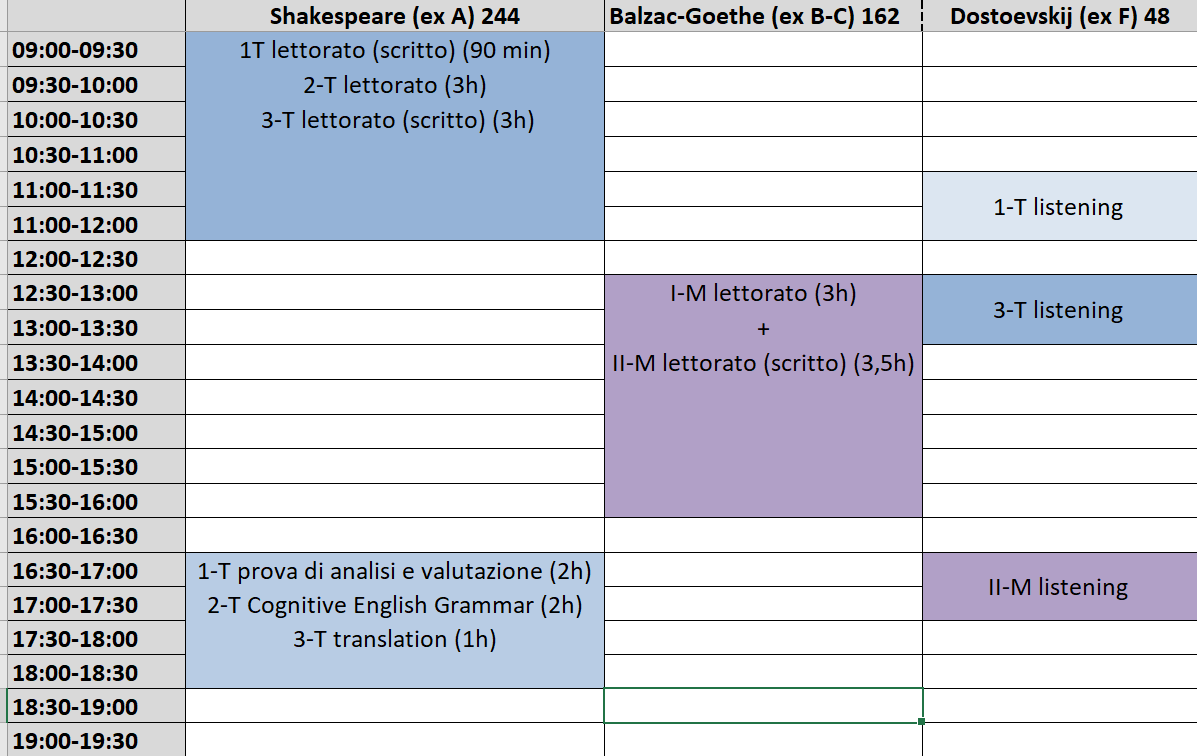 Shakespeare (ex A) 244 Balzac-Goethe (ex B-C) 162 Dostoevskij (ex F) 48
09:00-09:30 1T lettorato (scritto) (90 min)
09:30-10:00 2-T lettorato (3h)
10:00-10:30 3-T lettorato (scritto) (3h)
10:30-11:00
11:00-11:30
1-T listening
11:00-12:00
12:00-12:30
12:30-13:00 I-M lettorato (3h)
3-T listening
13:00-13:30 +
13:30-14:00 II-M lettorato (scritto) (3,5h)
14:00-14:30
14:30-15:00
15:00-15:30
15:30-16:00
16:00-16:30
16:30-17:00 1-T prova di analisi e valutazione (2h)
II-M listening
17:00-17:30 2-T Cognitive English Grammar (2h)
17:30-18:00 3-T translation (1h)
18:00-18:30
18:30-19:00
19:00-19:30